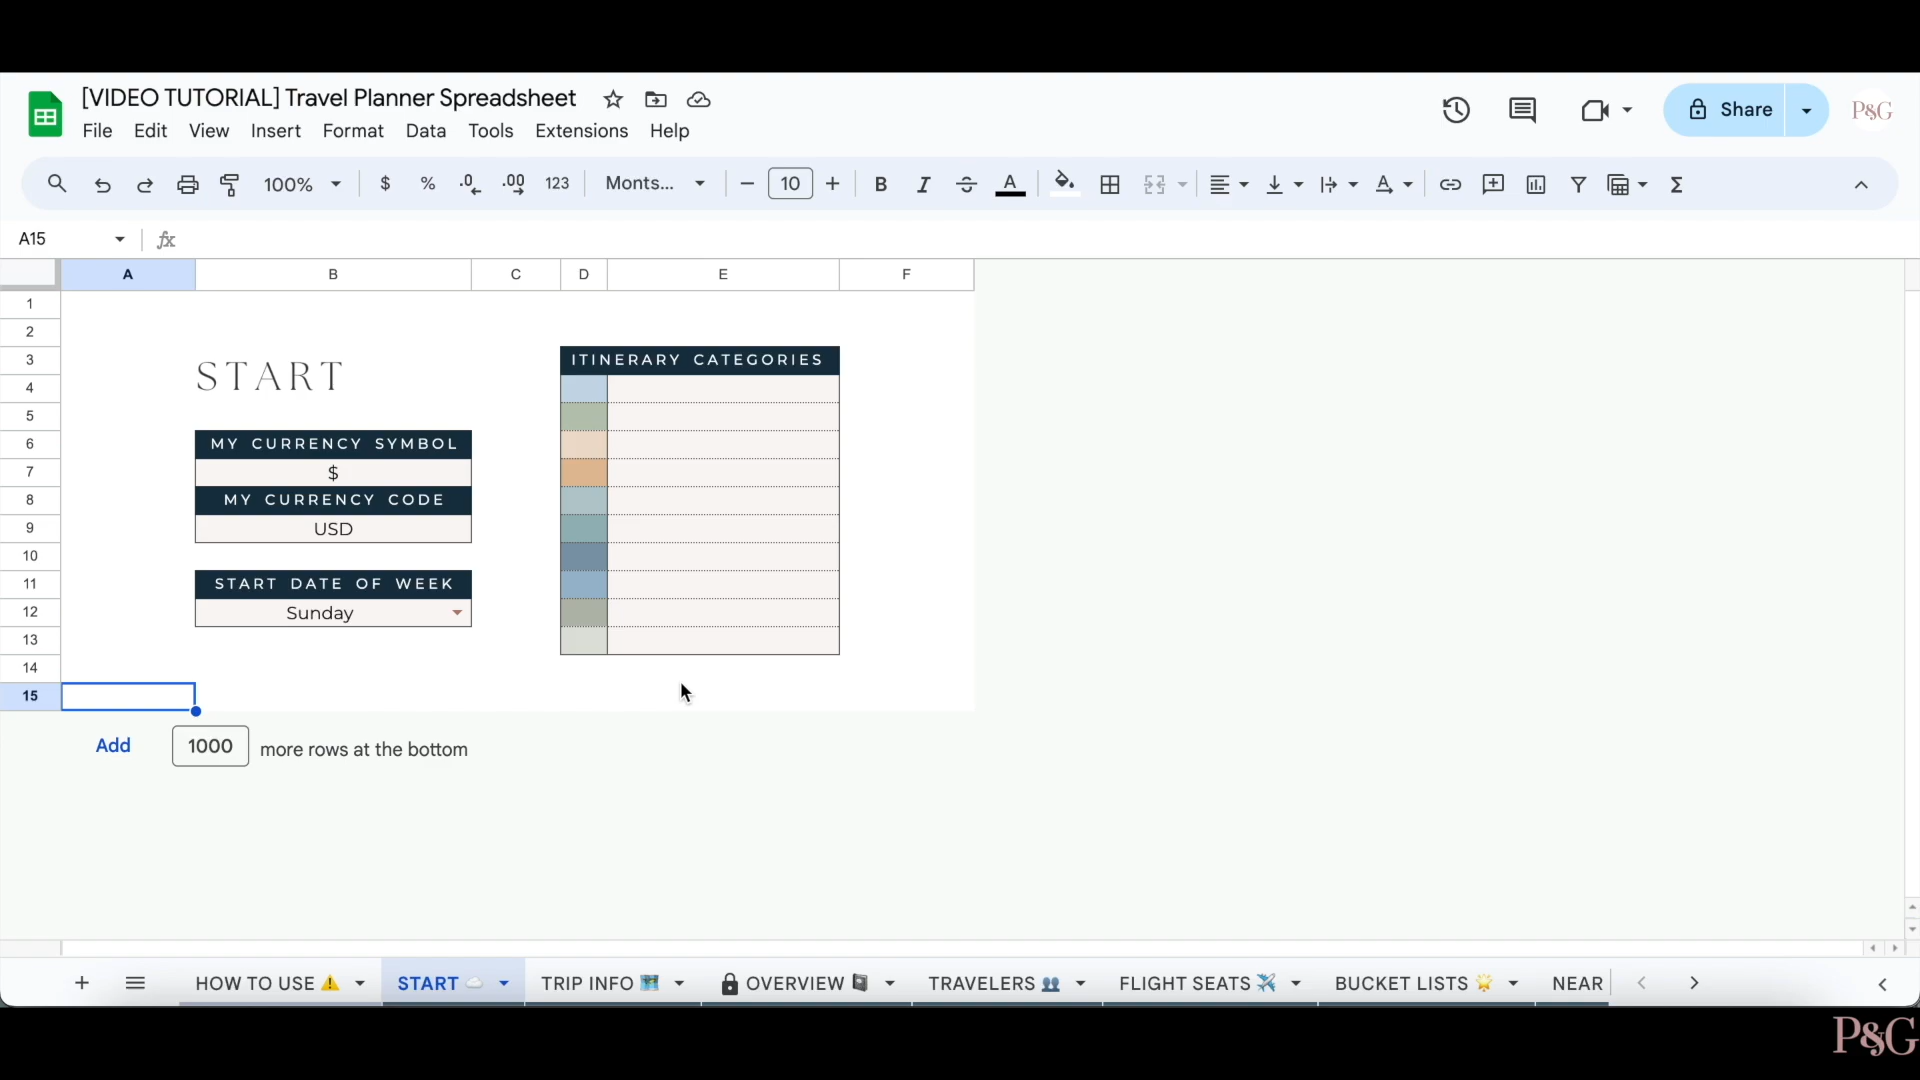 [VIDEO TUTORIAL] Travel Planner Spreadsheet
File Edit View Insert Format Data Tools Extensions Help
Share
P&G
100% $ % .0 .00 123 Monts... − 10 + B I A Σ
A15 fx
A B C D E F
1
2
3 ITINERARY CATEGORIES
START
4
5
6 MY CURRENCY SYMBOL
7 $
8 MY CURRENCY CODE
9 USD
10
11 START DATE OF WEEK
12 Sunday
13
14
15
Add 1000 more rows at the bottom
HOW TO USE START TRIP INFO OVERVIEW TRAVELERS FLIGHT SEATS BUCKET LISTS NEAR
P&G